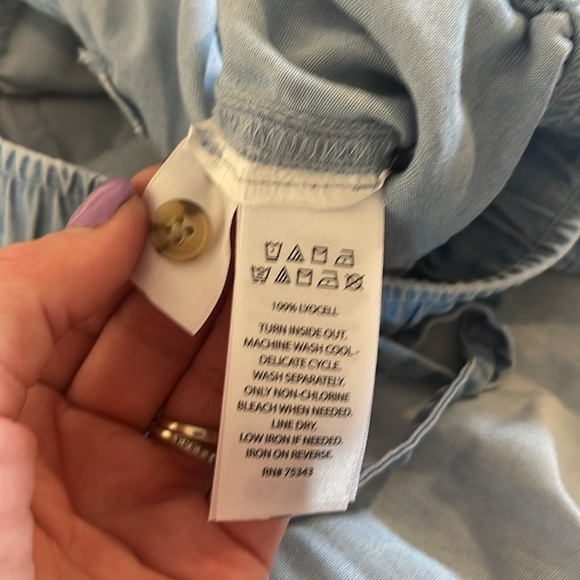 100% LYOCELL
TURN INSIDE OUT,
MACHINE WASH COOL,-
DELICATE CYCLE.
WASH SEPARATELY.
ONLY NON-CHLORINE
BLEACH WHEN NEEDED.
LINE DRY.
LOW IRON IF NEEDED.
IRON ON REVERSE.
RN# 75343